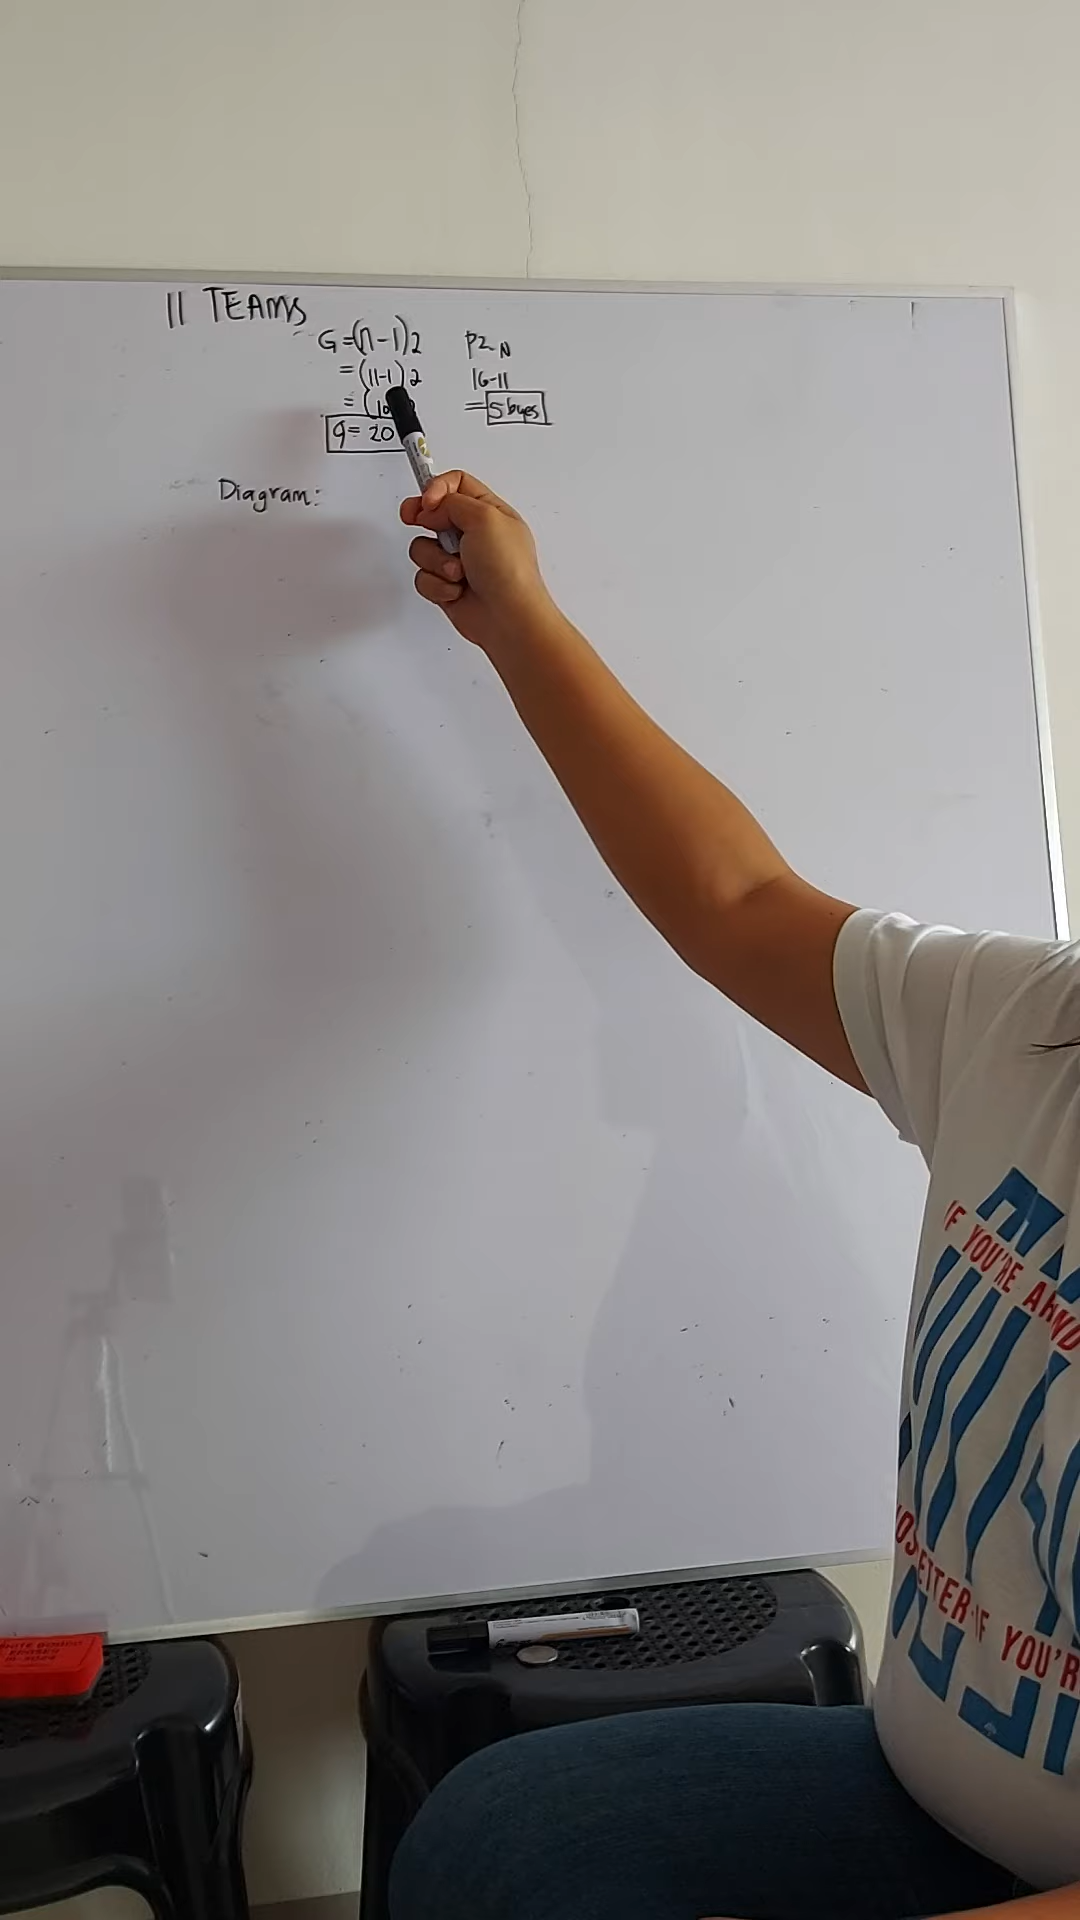 11 TEAMS
G=(n-1)2
=(11-1)2
=(10
g= 20
P2-N
16-11
=5 byes
Diagram:
IF YOU'RE
IF YOU'R